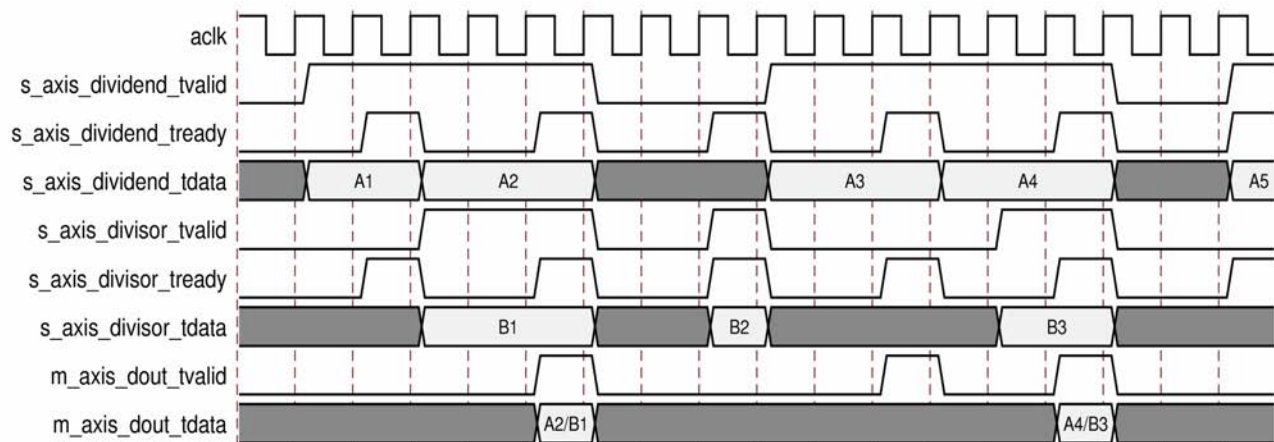 aclk
s_axis_dividend_tvalid
s_axis_dividend_tready
s_axis_dividend_tdata A1 A2 A3 A4 A5
s_axis_divisor_tvalid
s_axis_divisor_tready
s_axis_divisor_tdata B1 B2 B3
m_axis_dout_tvalid
m_axis_dout_tdata A2/B1 A4/B3